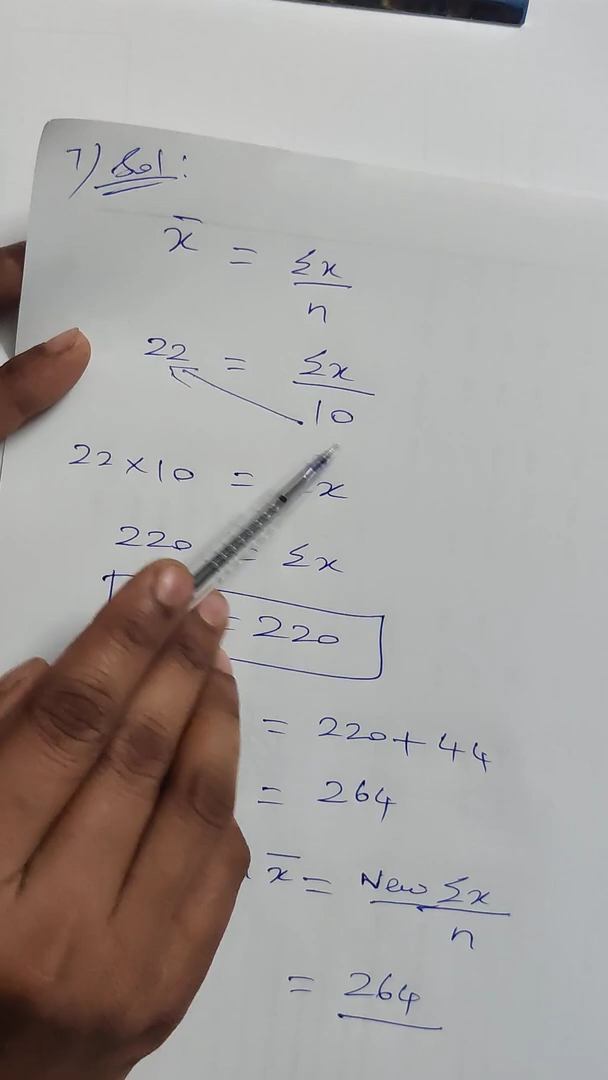 7) Sol:
x̄ = Σx / n
22 = Σx / 10
22 × 10 = x
220 = Σx
= 220
= 220 + 44
= 264
x̄ = New Σx / n
= 264